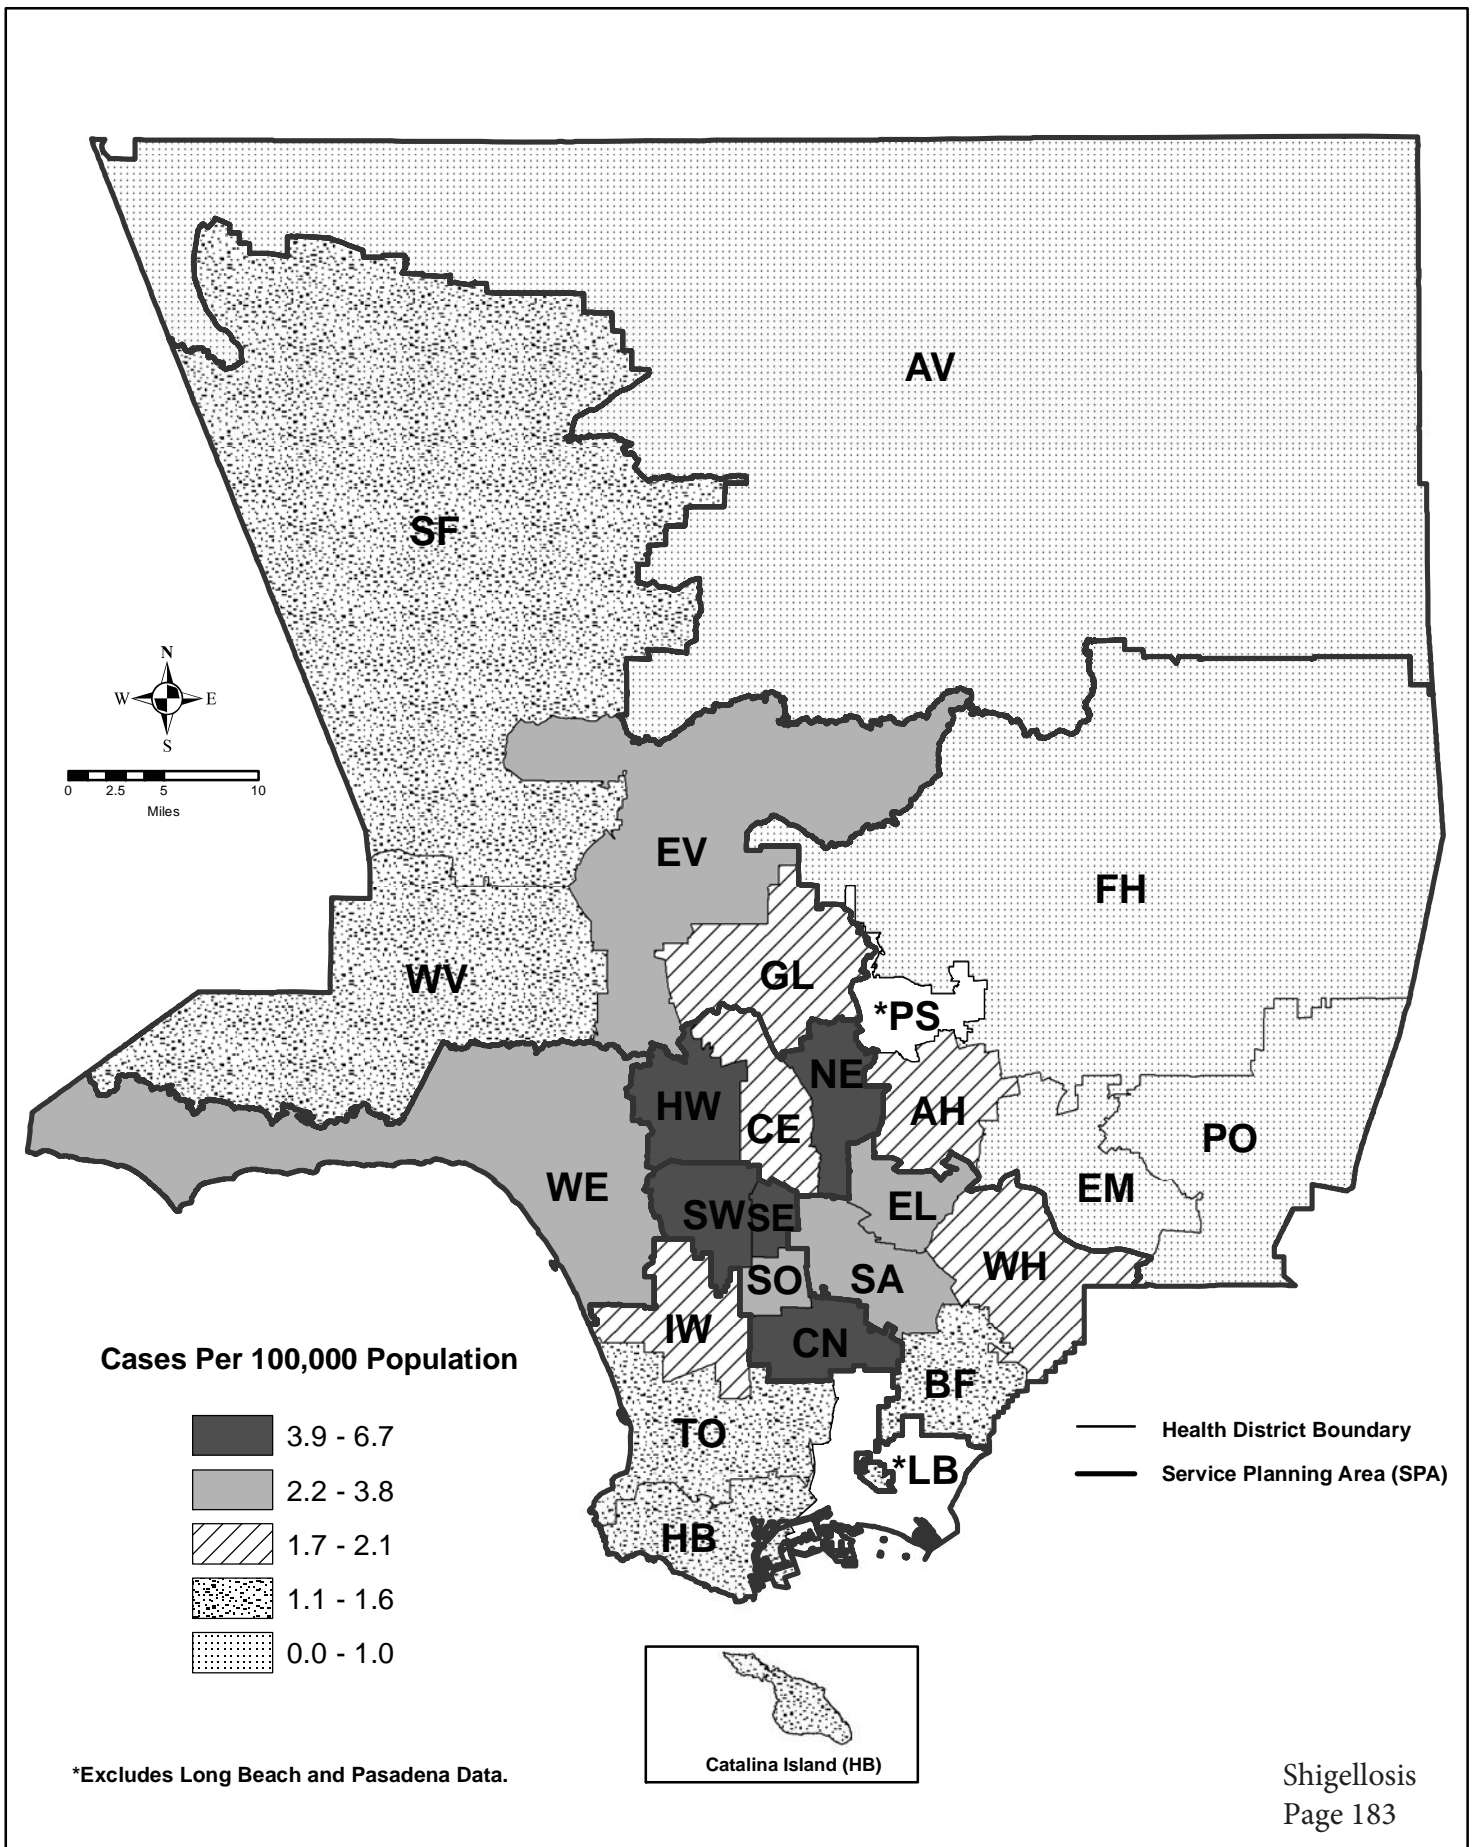 AV
SF
N
W E
S
0 2.5 5 10
Miles
EV
FH
WV
GL
*PS
NE
HW
AH
CE
PO
WE
EM
SW
SE
EL
WH
SO
SA
IW
CN
Cases Per 100,000 Population
BF
3.9 - 6.7
TO
Health District Boundary
*LB
Service Planning Area (SPA)
2.2 - 3.8
HB
1.7 - 2.1
1.1 - 1.6
0.0 - 1.0
Catalina Island (HB)
*Excludes Long Beach and Pasadena Data.
Shigellosis
Page 183